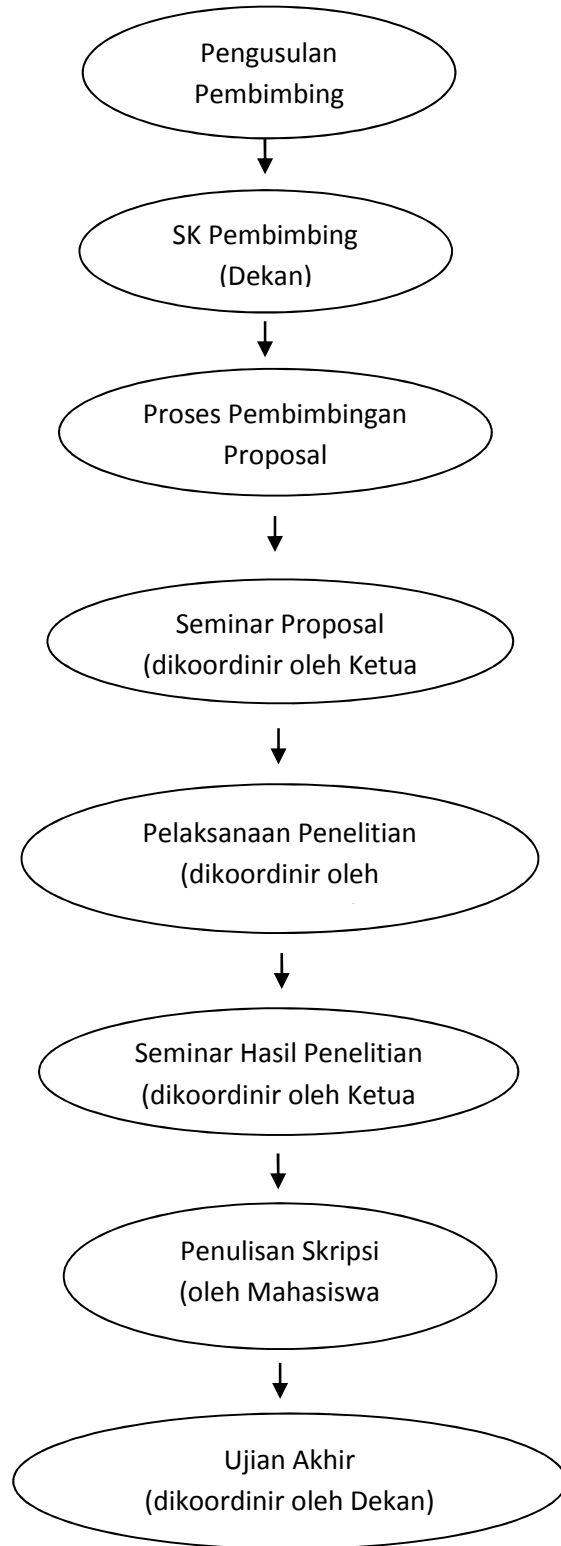 Pengusulan
Pembimbing
SK Pembimbing
(Dekan)
Proses Pembimbingan
Proposal
Seminar Proposal
(dikoordinir oleh Ketua
Pelaksanaan Penelitian
(dikoordinir oleh
Seminar Hasil Penelitian
(dikoordinir oleh Ketua
Penulisan Skripsi
(oleh Mahasiswa
Ujian Akhir
(dikoordinir oleh Dekan)